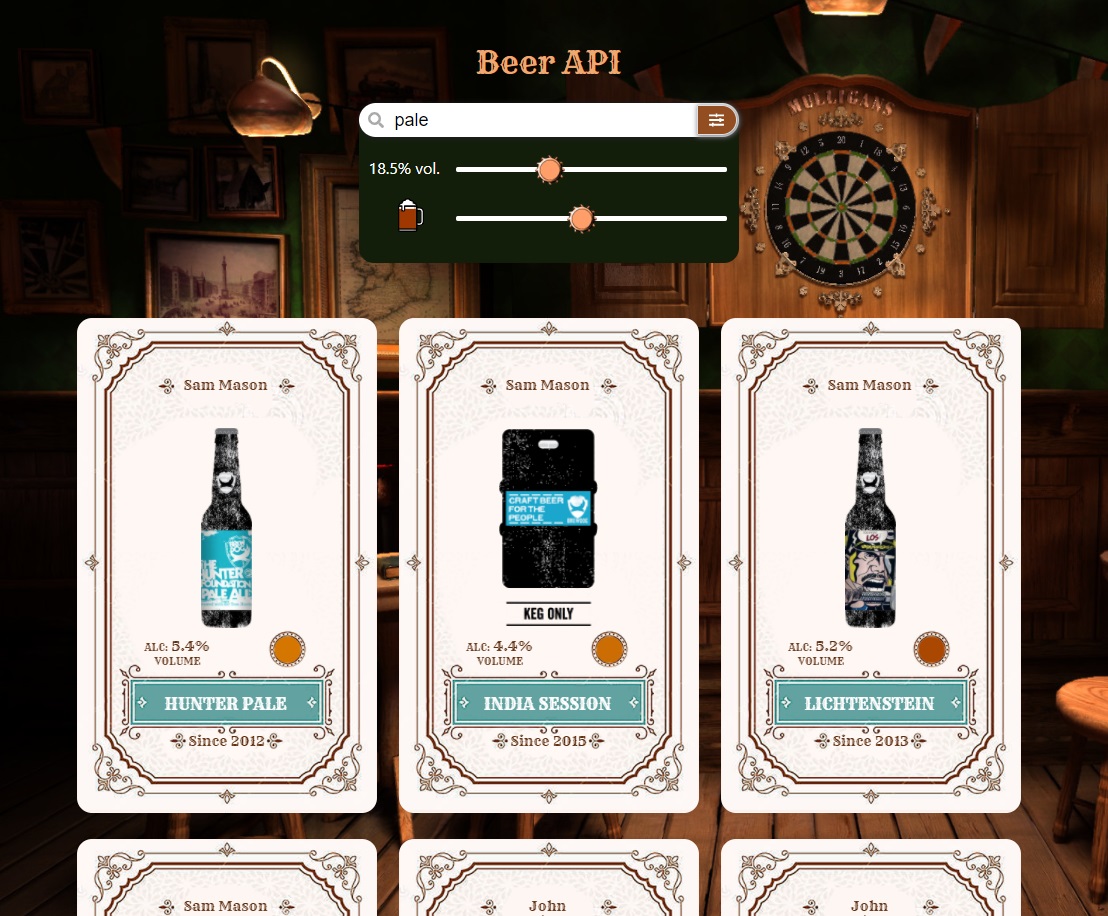 Beer API
MULLIGANS
pale
18.5% vol.
Sam Mason
CRAFT BEER
FOR THE
PEOPLE
KEG ONLY
ALC: 5.4%
VOLUME
HUNTER PALE
Since 2012
Sam Mason
ALC: 4.4%
VOLUME
INDIA SESSION
Since 2015
Sam Mason
LOS
ALC: 5.2%
VOLUME
LICHTENSTEIN
Since 2013
THE
HUNTER
FOUNDATION
PALE ALE
Sam Mason
John
John